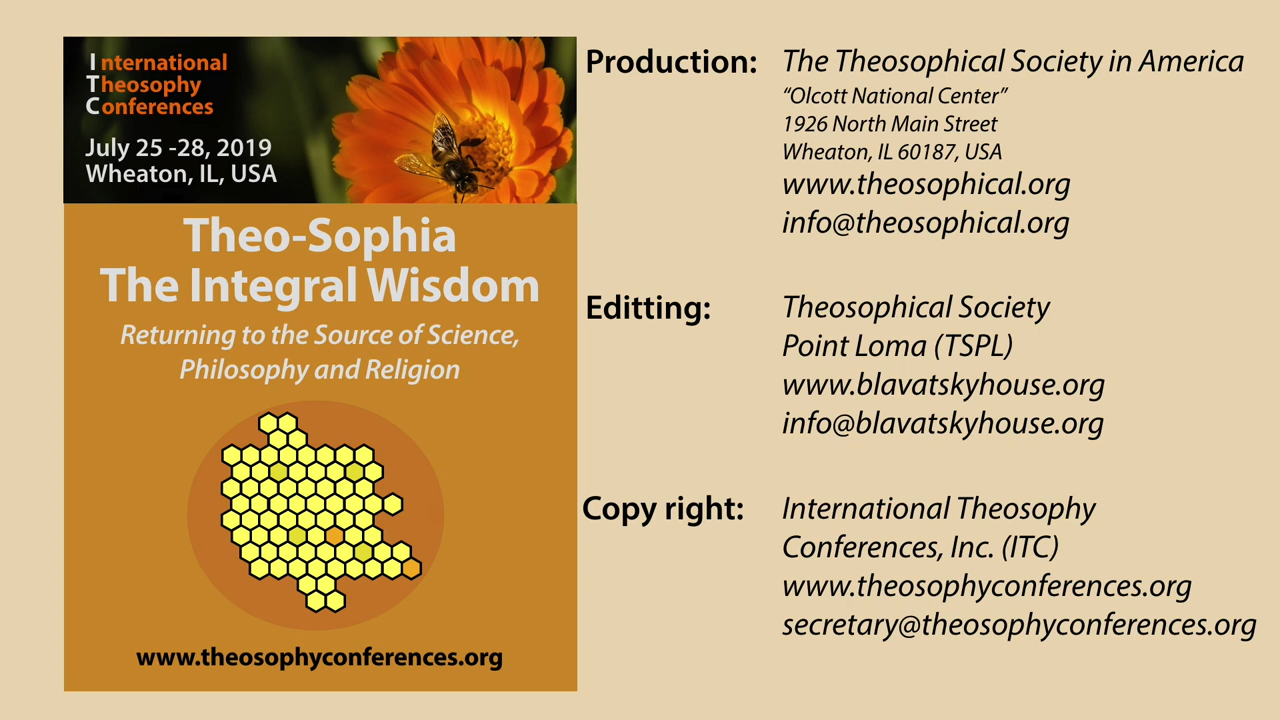 International
Theosophy
Conferences
July 25 -28, 2019
Wheaton, IL, USA
Theo-Sophia
The Integral Wisdom
Returning to the Source of Science,
Philosophy and Religion
www.theosophyconferences.org
Production: The Theosophical Society in America
“Olcott National Center”
1926 North Main Street
Wheaton, IL 60187, USA
www.theosophical.org
info@theosophical.org
Editting: Theosophical Society
Point Loma (TSPL)
www.blavatskyhouse.org
info@blavatskyhouse.org
Copy right: International Theosophy
Conferences, Inc. (ITC)
www.theosophyconferences.org
secretary@theosophyconferences.org